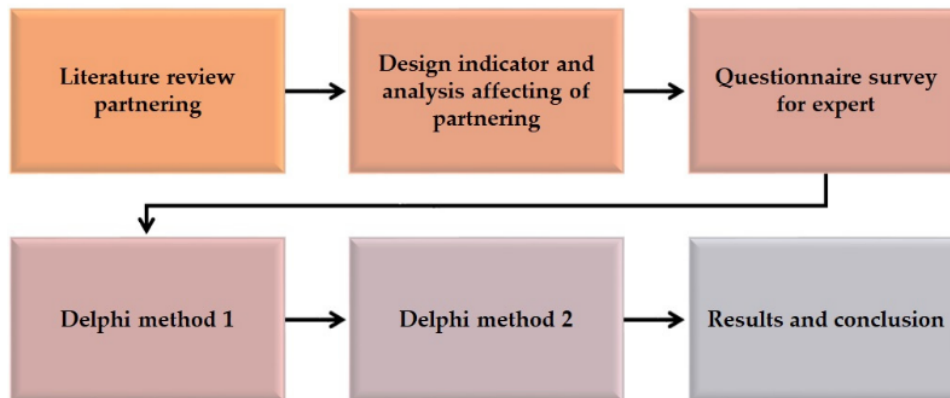 Literature review
partnering
Design indicator and
analysis affecting of
partnering
Questionnaire survey
for expert
Delphi method 1
Delphi method 2
Results and conclusion